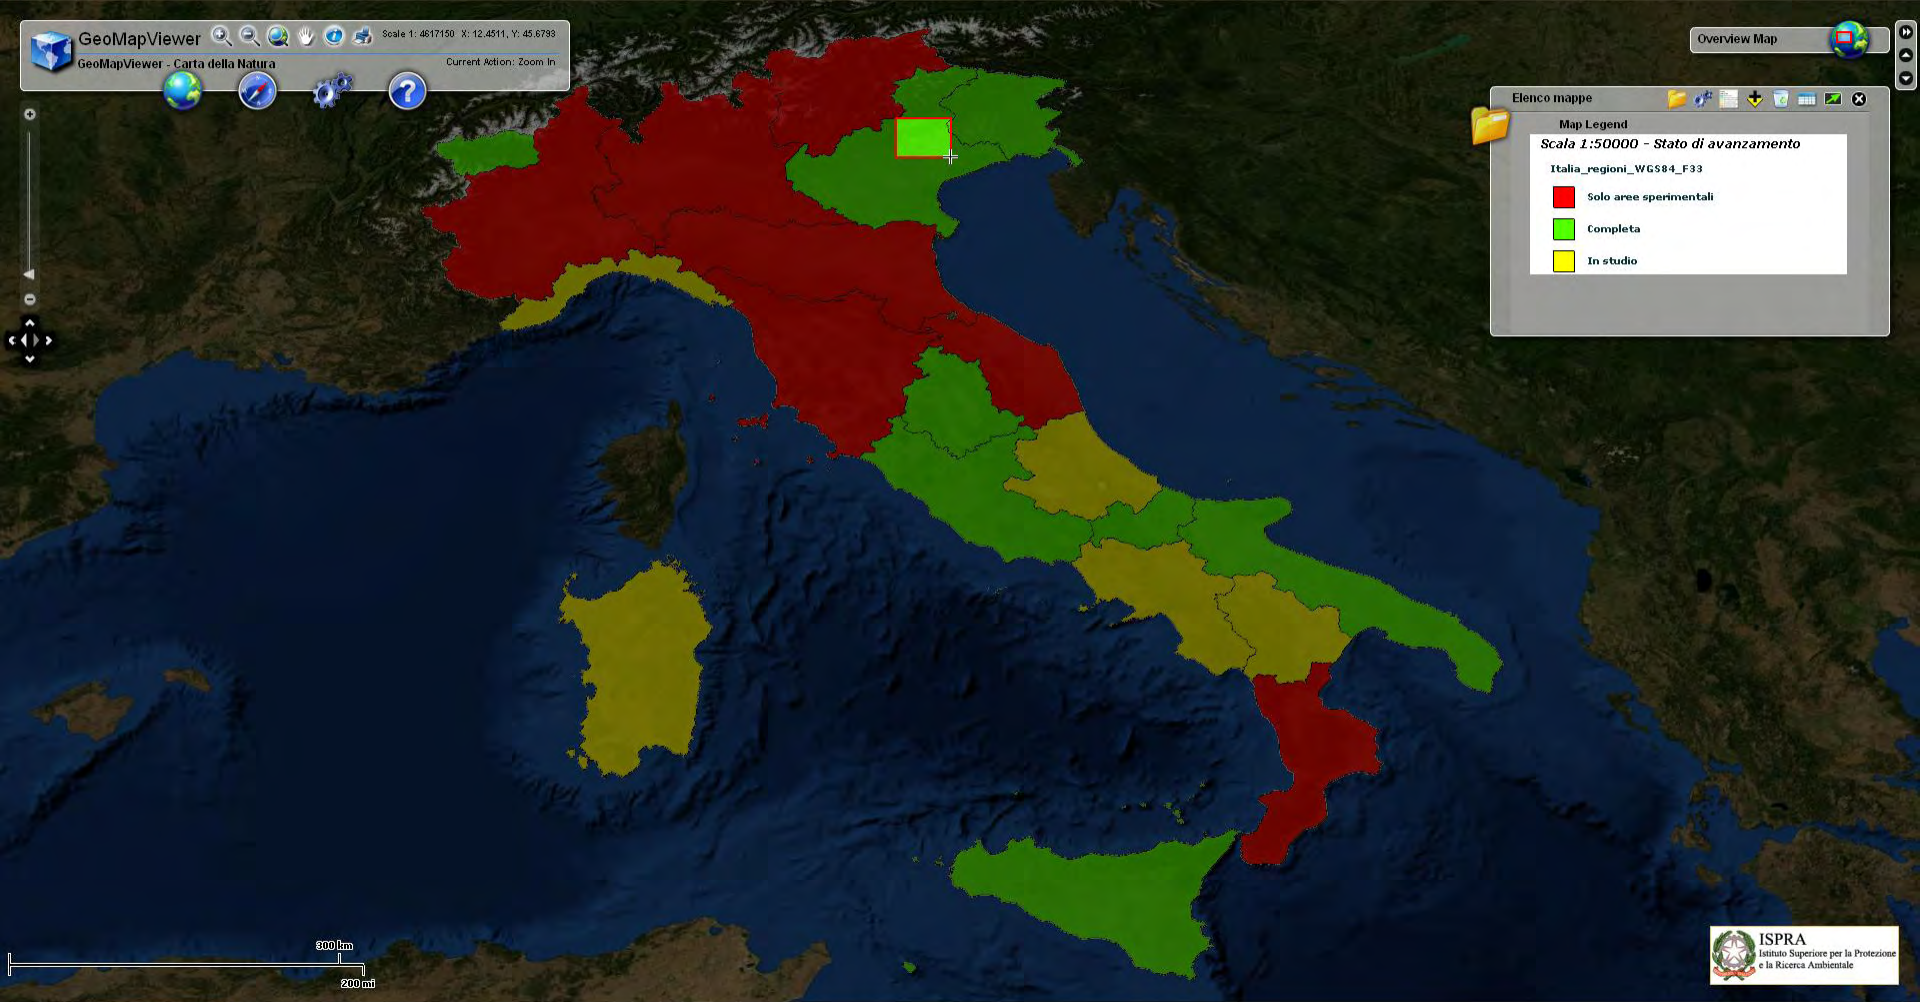 GeoMapViewer
Scale 1: 4617150 X: 12.4511, Y: 45.6793
GeoMapViewer - Carta della Natura
Current Action: Zoom In
Overview Map
Elenco mappe
Map Legend
Scala 1:50000 - Stato di avanzamento
Italia_regioni_WGS84_F33
Solo aree sperimentali
Completa
In studio
300 km
200 mi
ISPRA
Istituto Superiore per la Protezione
e la Ricerca Ambientale